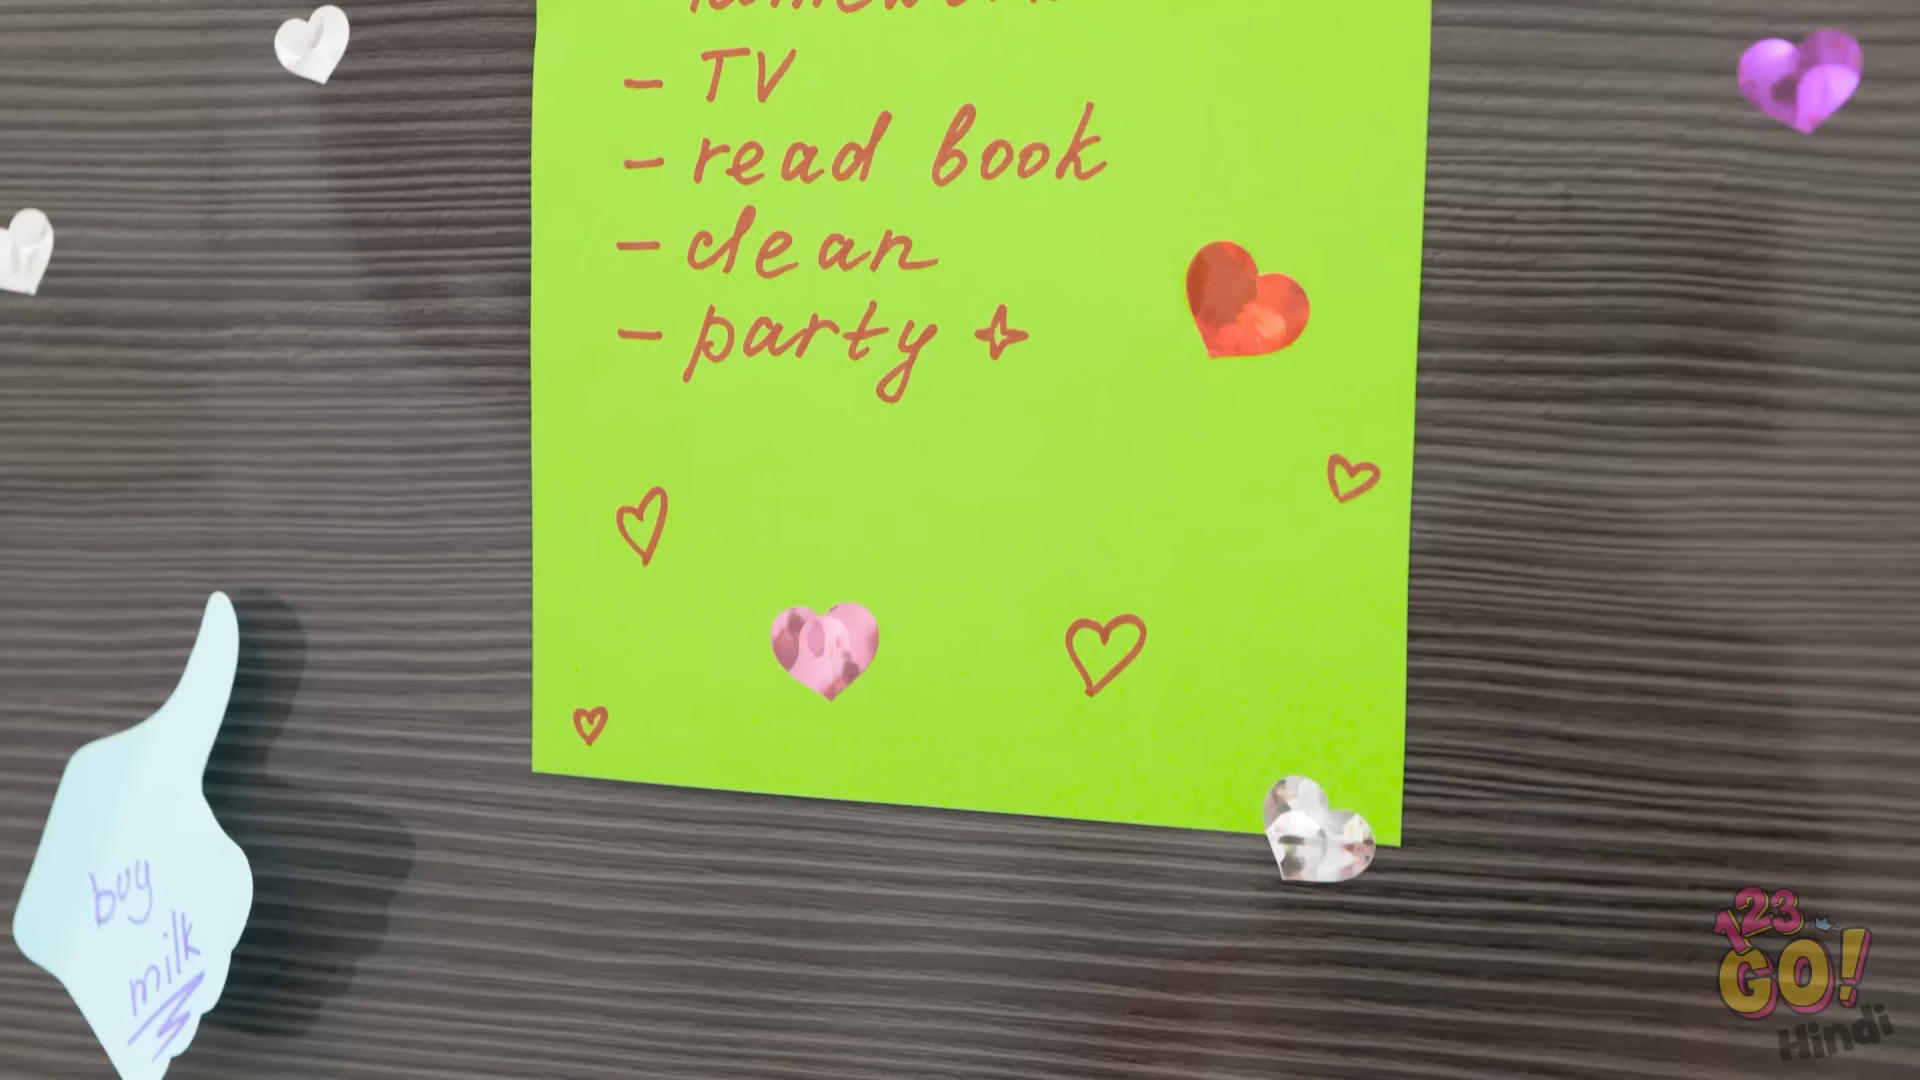 - TV
- read book
- clean
- party
buy
milk
123
GO!
Hindi